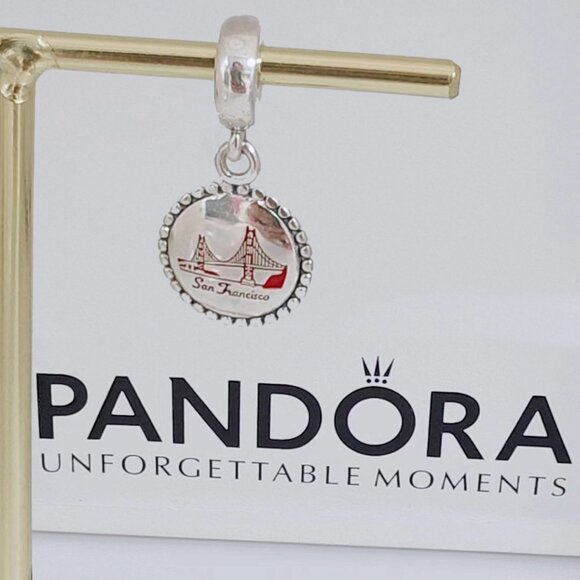 San Francisco
PANDORA
UNFORGETTABLE MOMENTS